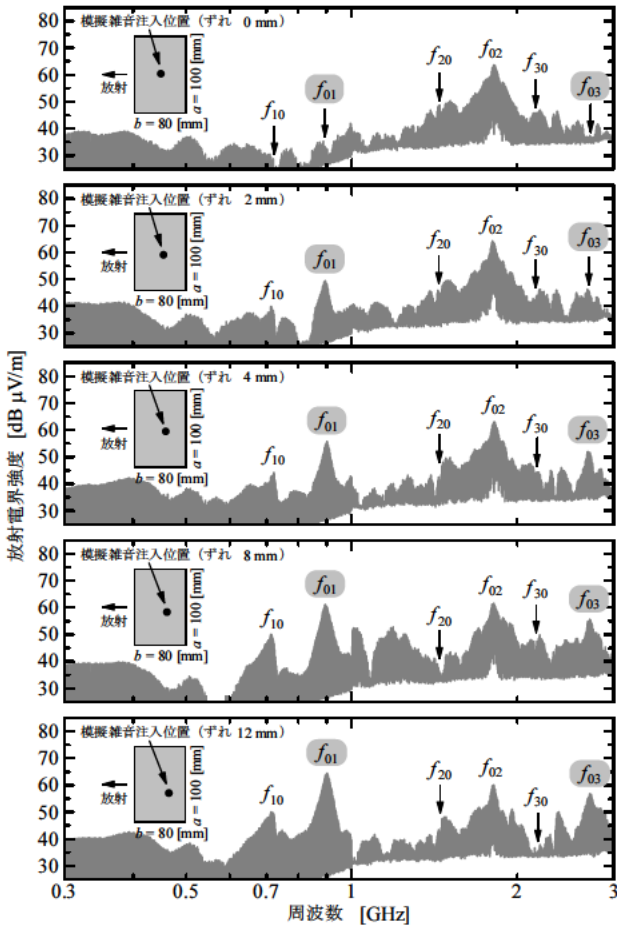 85
80
70
60
50
40
30
模擬雑音注入位置（ずれ 0 mm）
放射
a = 100 [mm]
b = 80 [mm]
f10
f01
f20
f02
f30
f03
80
70
60
50
40
30
模擬雑音注入位置（ずれ 2 mm）
放射
a = 100 [mm]
b = 80 [mm]
f10
f01
f20
f02
f30
f03
80
70
60
50
40
30
模擬雑音注入位置（ずれ 4 mm）
放射
a = 100 [mm]
b = 80 [mm]
f10
f01
f20
f02
f30
f03
80
70
60
50
40
30
模擬雑音注入位置（ずれ 8 mm）
放射
a = 100 [mm]
b = 80 [mm]
f10
f01
f20
f02
f30
f03
80
70
60
50
40
30
模擬雑音注入位置（ずれ 12 mm）
放射
a = 100 [mm]
b = 80 [mm]
f10
f01
f20
f02
f30
f03
放射電界強度 [dB μV/m]
0.3 0.5 0.7 1 2 3
周波数 [GHz]